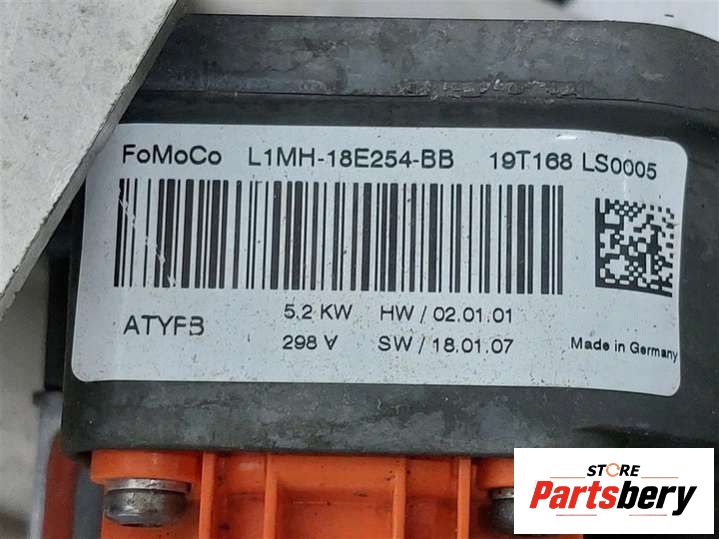 FoMoCo L1MH-18E254-BB 19T168 LS0005
ATYFB
5.2 KW HW / 02.01.01
298 V SW / 18.01.07
Made in Germany
STORE
Partsbery